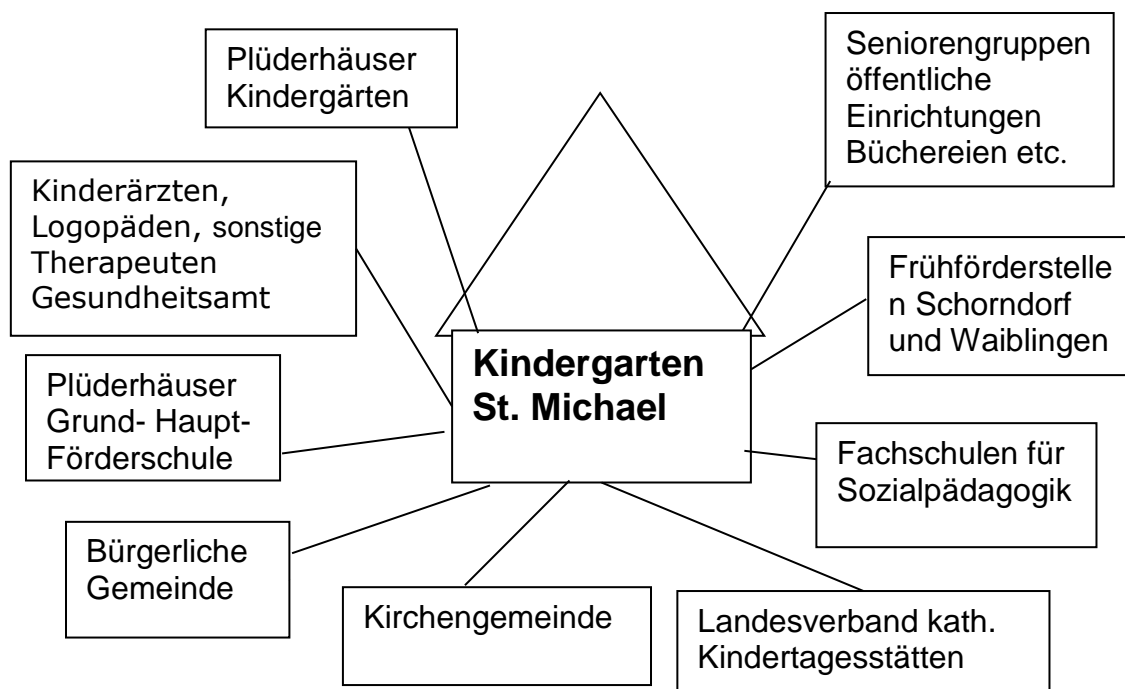 Plüderhäuser
Kindergärten
Seniorengruppen
öffentliche
Einrichtungen
Büchereien etc.
Kinderärzten,
Logopäden, sonstige
Therapeuten
Gesundheitsamt
Frühförderstelle
n Schorndorf
und Waiblingen
Kindergarten
St. Michael
Plüderhäuser
Grund- Haupt-
Förderschule
Fachschulen für
Sozialpädagogik
Bürgerliche
Gemeinde
Kirchengemeinde
Landesverband kath.
Kindertagesstätten